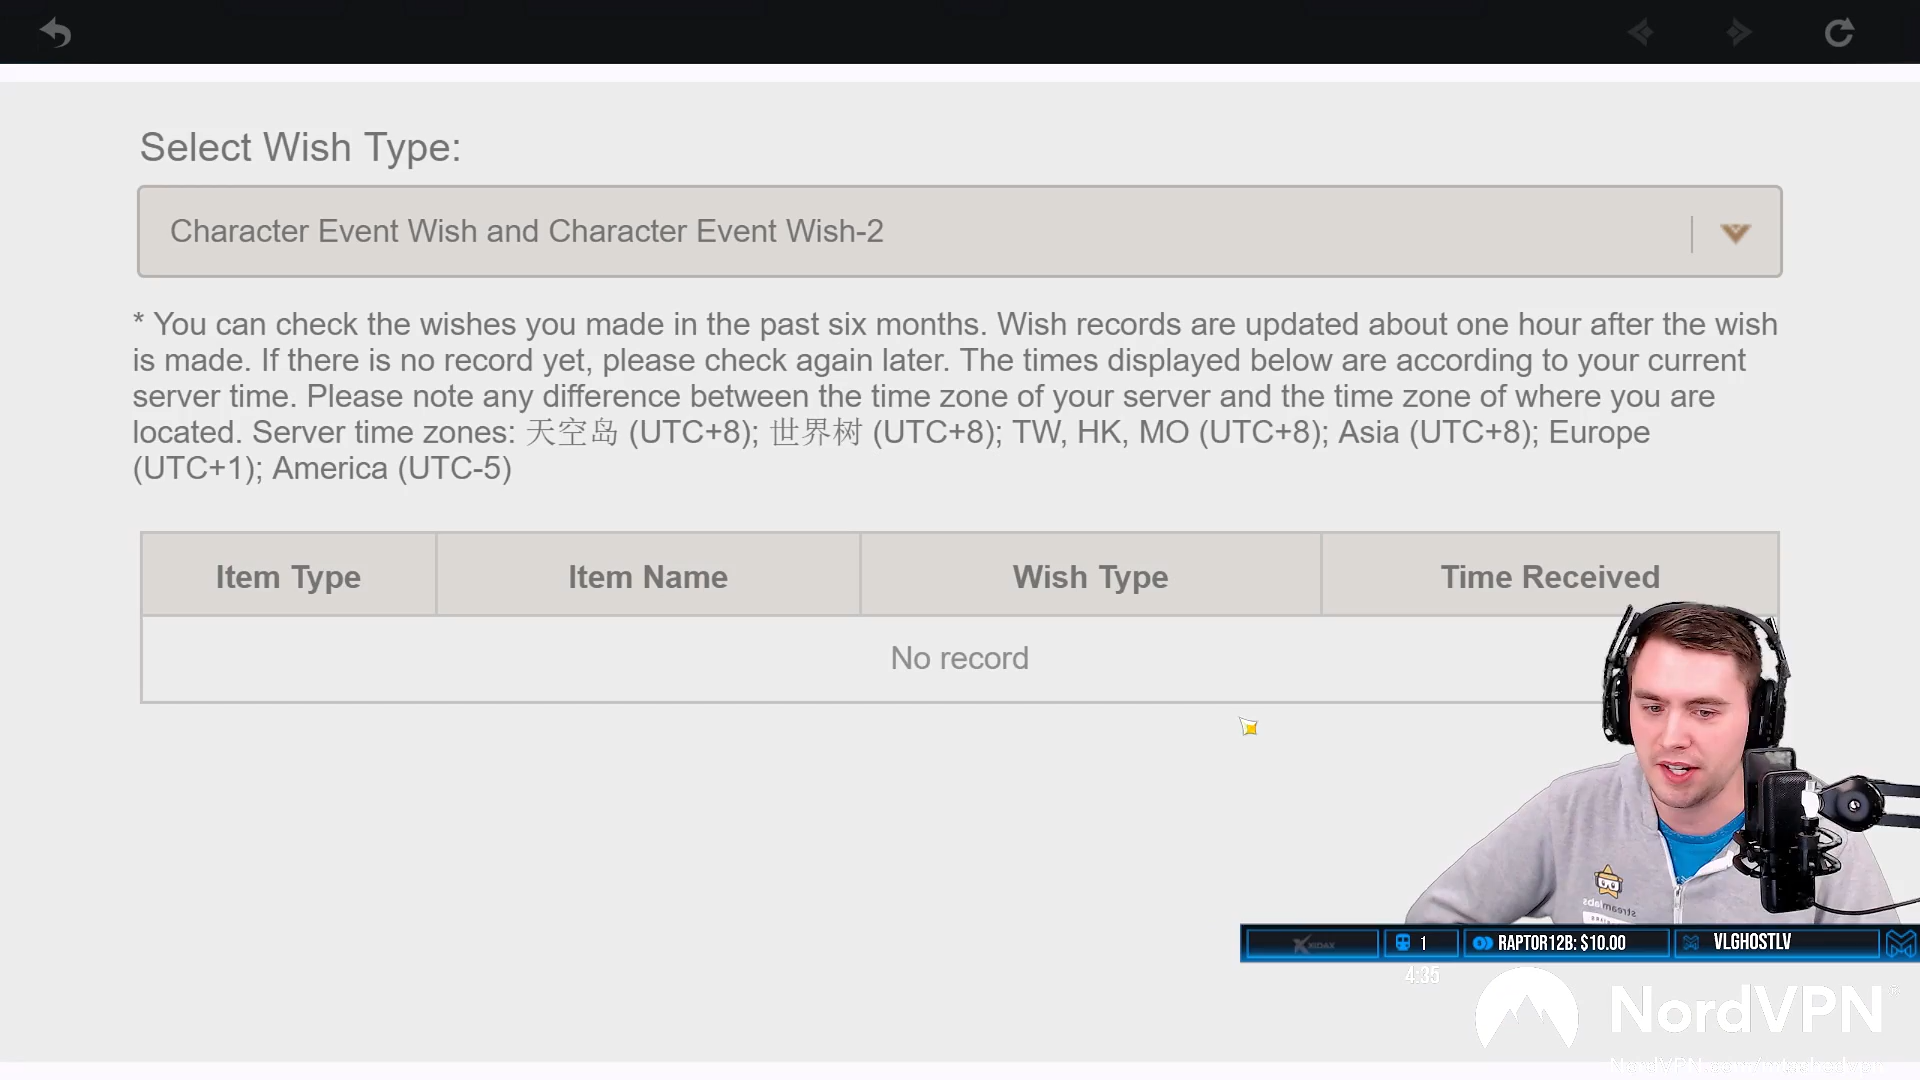 Select Wish Type:
Character Event Wish and Character Event Wish-2
* You can check the wishes you made in the past six months. Wish records are updated about one hour after the wish
is made. If there is no record yet, please check again later. The times displayed below are according to your current
server time. Please note any difference between the time zone of your server and the time zone of where you are
located. Server time zones: 天空岛 (UTC+8); 世界树 (UTC+8); TW, HK, MO (UTC+8); Asia (UTC+8); Europe
(UTC+1); America (UTC-5)
Item Type Item Name Wish Type Time Received
No record
streamlabs
XIDAX 1 RAPTOR12B: $10.00 VLGHOSTLV
4:35
NordVPN